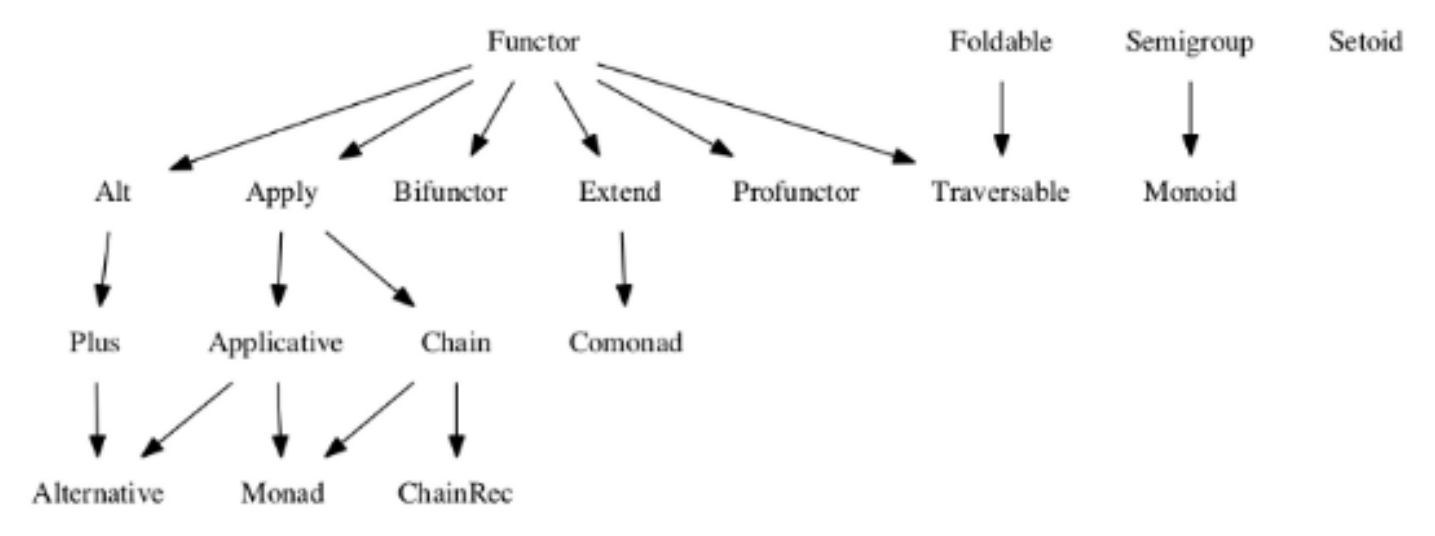 Functor Foldable Semigroup Setoid
Alt Apply Bifunctor Extend Profunctor Traversable Monoid
Plus Applicative Chain Comonad
Alternative Monad ChainRec